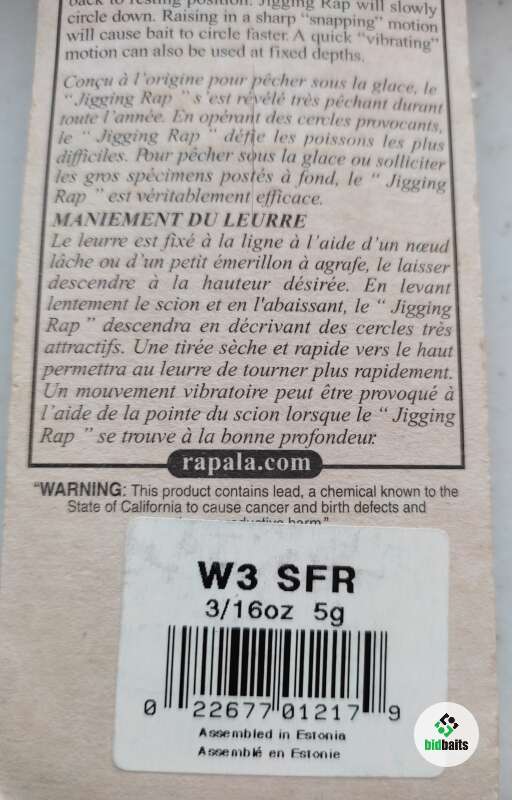 back to resting position. Jigging Rap will slowly
circle down. Raising in a sharp "snapping" motion
will cause bait to circle faster. A quick "vibrating"
motion can also be used at fixed depths.
Conçu à l'origine pour pêcher sous la glace, le
"Jigging Rap" s'est révélé très pêchant durant
toute l'année. En opérant des cercles provocants,
le "Jigging Rap" défie les poissons les plus
difficiles. Pour pêcher sous la glace ou solliciter
les gros spécimens postés à fond, le "Jigging
Rap" est véritablement efficace.
MANIEMENT DU LEURRE
Le leurre est fixé à la ligne à l'aide d'un nœud
lâche ou d'un petit émerillon à agrafe, le laisser
descendre à la hauteur désirée. En levant
lentement le scion et en l'abaissant, le "Jigging
Rap" descendra en décrivant des cercles très
attractifs. Une tirée sèche et rapide vers le haut
permettra au leurre de tourner plus rapidement.
Un mouvement vibratoire peut être provoqué à
l'aide de la pointe du scion lorsque le "Jigging
Rap" se trouve à la bonne profondeur.
rapala.com
"WARNING: This product contains lead, a chemical known to the
State of California to cause cancer and birth defects and
harm"
W3 SFR
3/16oz 5g
0 22677 01217 9
Assembled in Estonia
Assemblé en Estonie
bidbaits